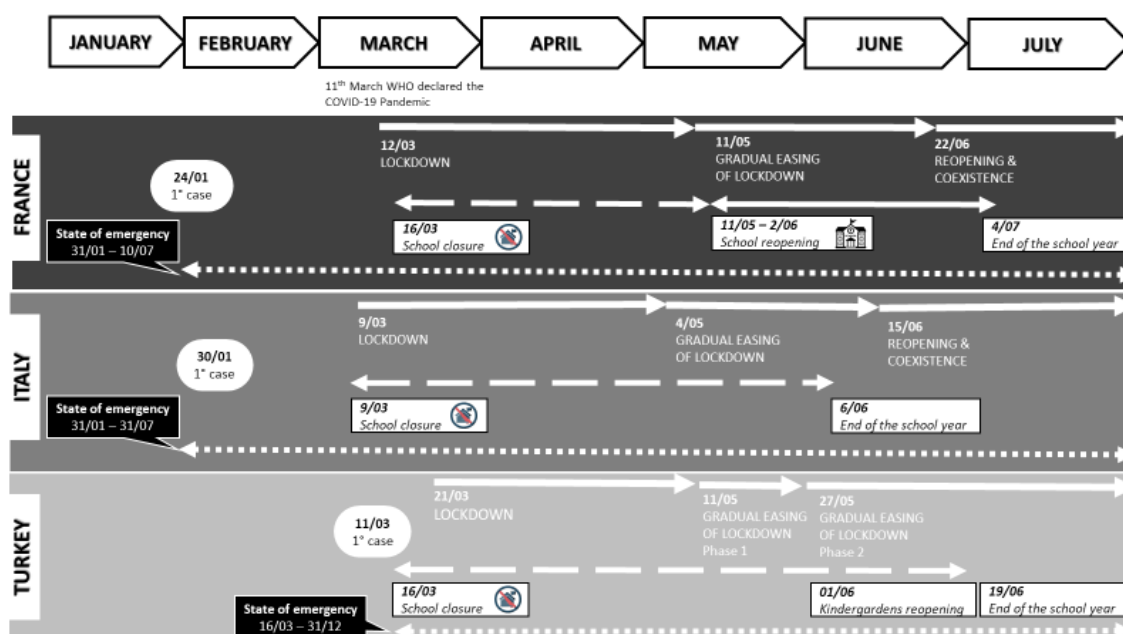 JANUARY
FEBRUARY
MARCH
APRIL
MAY
JUNE
JULY
11th March WHO declared the
COVID-19 Pandemic
FRANCE
24/01
1° case
State of emergency
31/01 – 10/07
12/03
LOCKDOWN
11/05
GRADUAL EASING
OF LOCKDOWN
22/06
REOPENING &
COEXISTENCE
16/03
School closure
11/05 – 2/06
School reopening
4/07
End of the school year
ITALY
30/01
1° case
State of emergency
31/01 – 31/07
9/03
LOCKDOWN
4/05
GRADUAL EASING
OF LOCKDOWN
15/06
REOPENING &
COEXISTENCE
9/03
School closure
6/06
End of the school year
TURKEY
11/03
1° case
State of emergency
16/03 – 31/12
21/03
LOCKDOWN
11/05
GRADUAL EASING
OF LOCKDOWN
Phase 1
27/05
GRADUAL EASING
OF LOCKDOWN
Phase 2
16/03
School closure
01/06
Kindergardens reopening
19/06
End of the school year